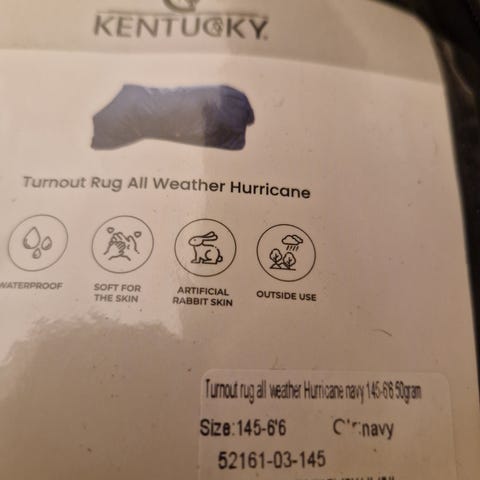 KENTUCKY
Turnout Rug All Weather Hurricane
WATERPROOF
SOFT FOR
THE SKIN
ARTIFICIAL
RABBIT SKIN
OUTSIDE USE
Turnout rug all weather Hurricane navy 145-6'6 50gram
Size:145-6'6 navy
52161-03-145